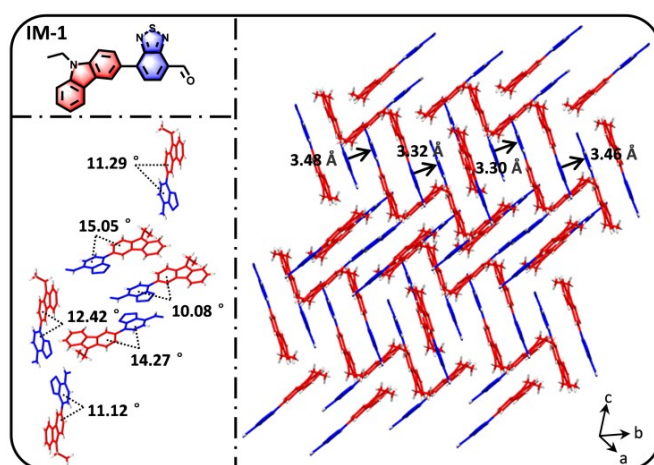 IM-1
S
N N
N
O
11.29 °
15.05 °
10.08 °
12.42 °
14.27 °
11.12 °
3.48 Å
3.32 Å
3.30 Å
3.46 Å
c
b
a